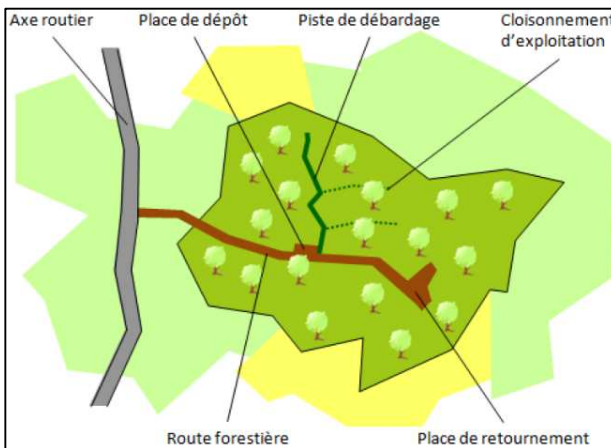 Axe routier
Place de dépôt
Piste de débardage
Cloisonnement
d'exploitation
Route forestière
Place de retournement